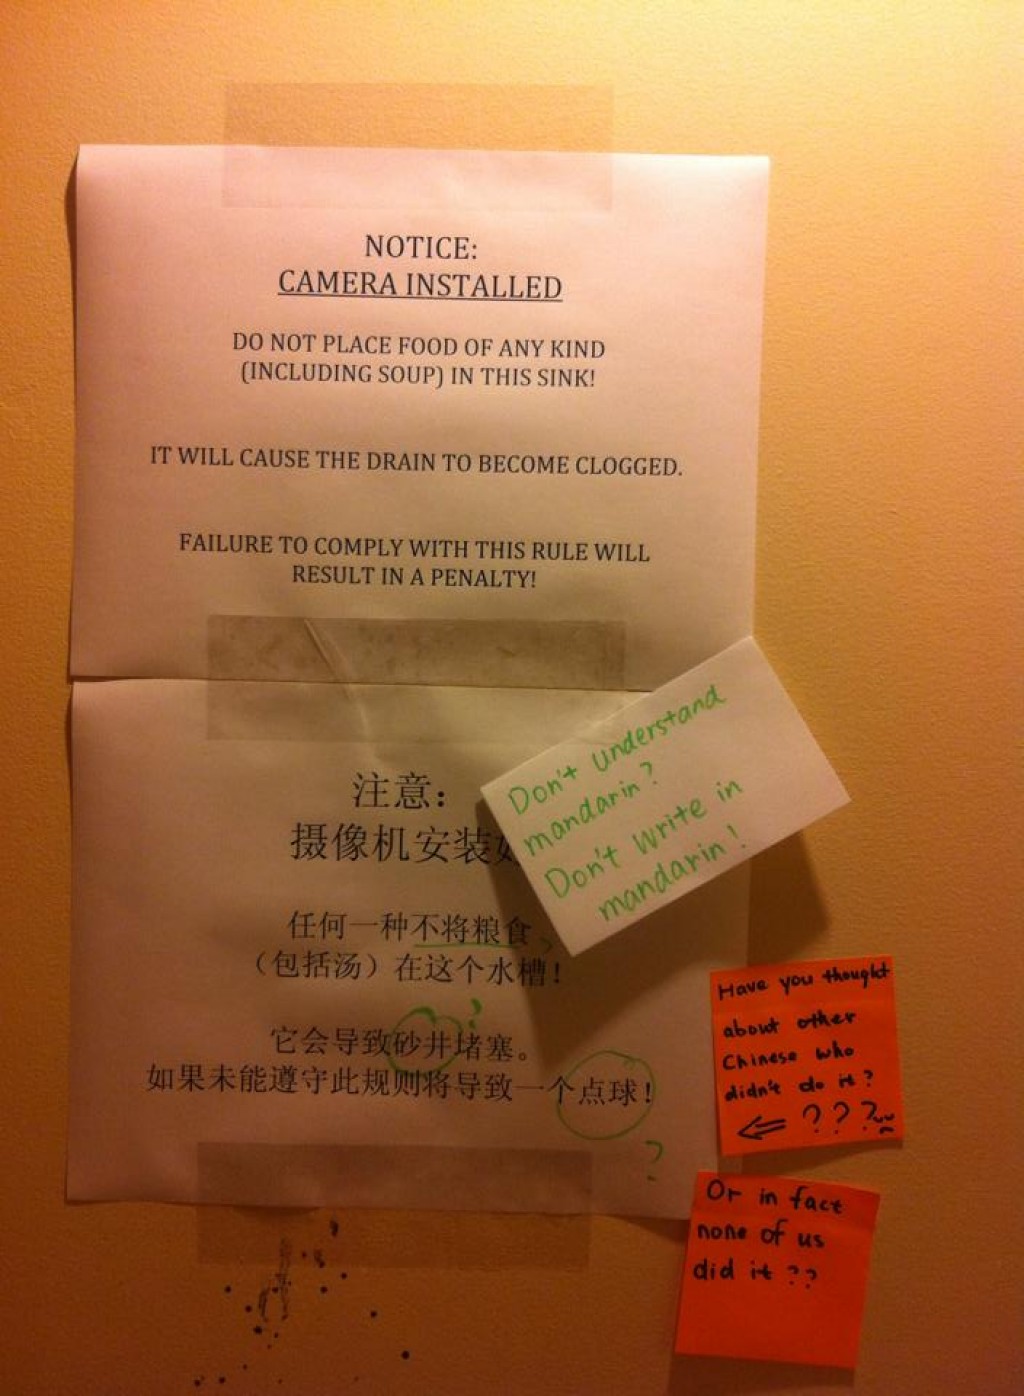 NOTICE:
CAMERA INSTALLED
DO NOT PLACE FOOD OF ANY KIND
(INCLUDING SOUP) IN THIS SINK!
IT WILL CAUSE THE DRAIN TO BECOME CLOGGED.
FAILURE TO COMPLY WITH THIS RULE WILL
RESULT IN A PENALTY!
注意:
摄像机安装
任何一种不将粮食
（包括汤）在这个水槽!
?
它会导致砂井堵塞。
如果未能遵守此规则将导致一个点球!
?
Don't understand
mandarin?
Don't write in
mandarin!
Have you thought
about other
Chinese who
didn't do it?
⇐ ???
Or in fact
none of us
did it??